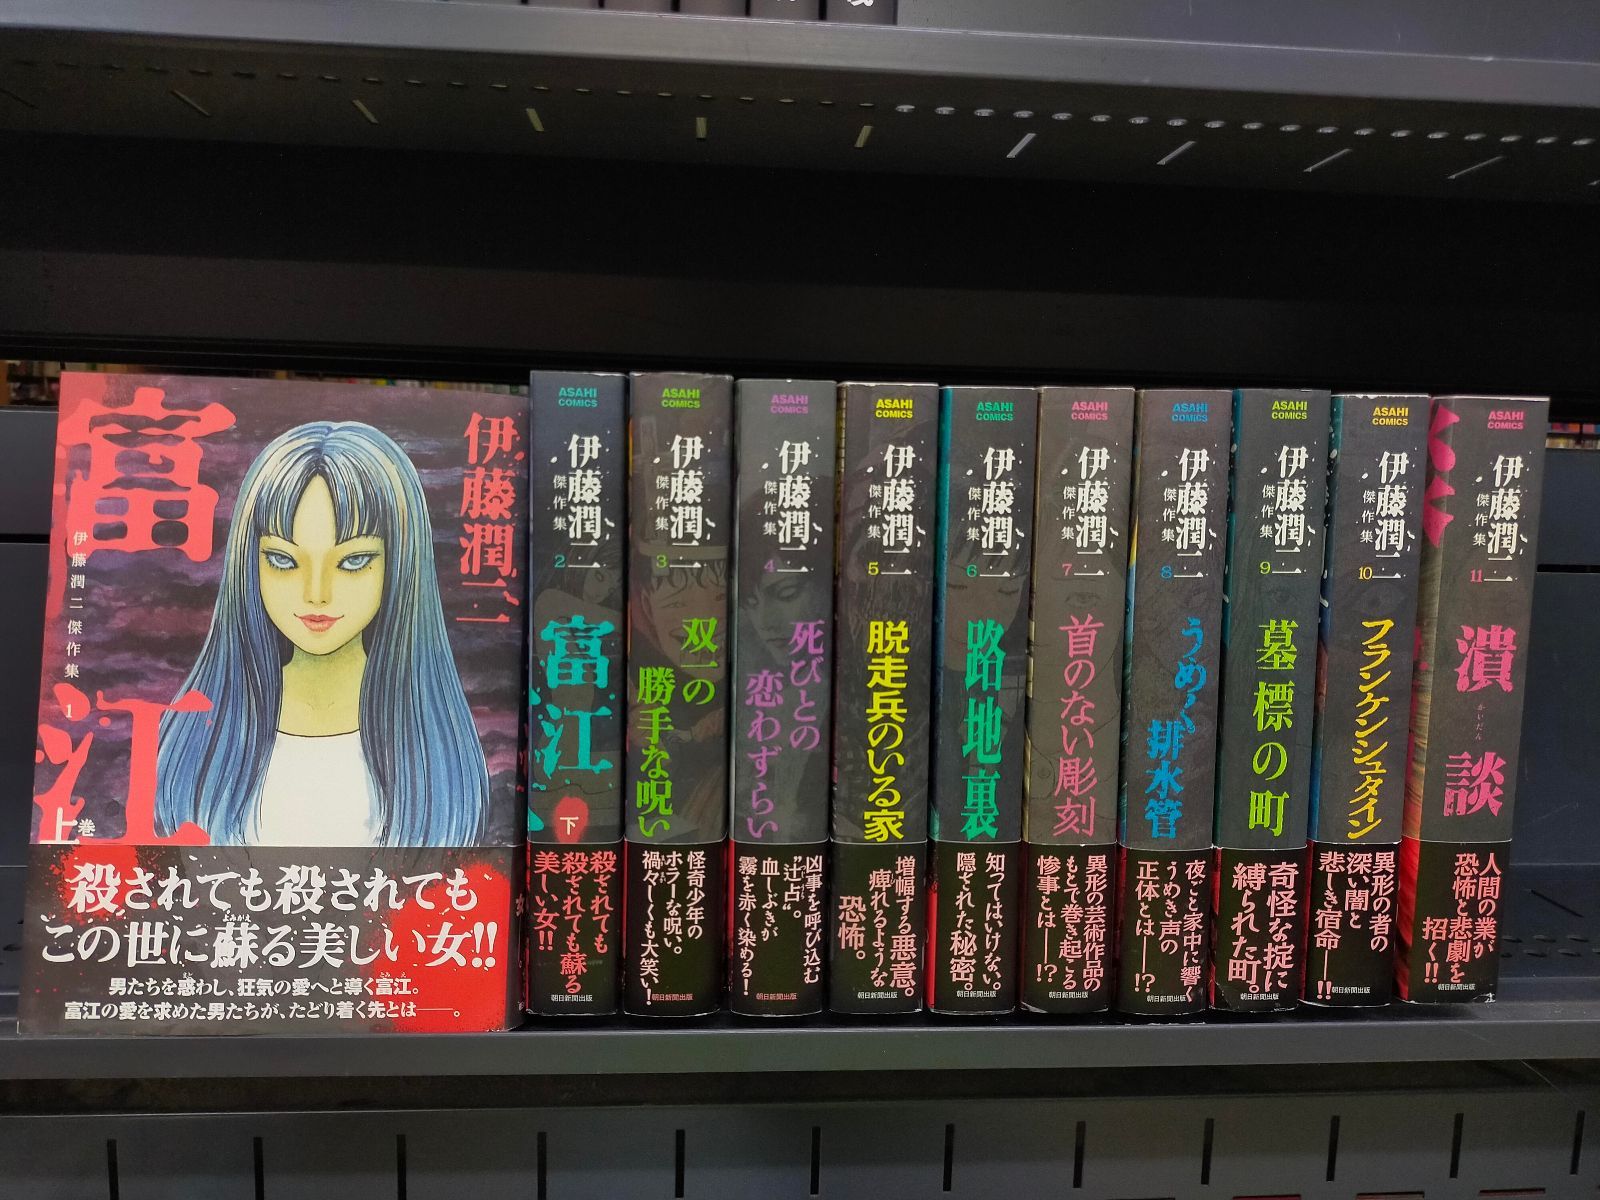 富江
伊藤潤二
伊藤潤二傑作集
1
上巻
殺されても殺されても
この世に蘇る美しい女!!
よみがえ
男たちを惑わし、狂気の愛へと導く富江。
まど
とみえ
富江の愛を求めた男たちが、たどり着く先とは――。
ASAHI
COMICS
伊藤潤二
傑作集
2
富江
下
殺されても
殺されても蘇る
美しい女!!
朝日新聞出版
ASAHI
COMICS
伊藤潤二
傑作集
3
双一の
勝手な呪い
怪奇少年の
ホラーな呪い。
禍々しくも大笑い!
朝日新聞出版
ASAHI
COMICS
伊藤潤二
傑作集
4
死びとの
恋わずらい
凶事を呼び込む
“辻占”。
血しぶきが
霧を赤く染める!
朝日新聞出版
ASAHI
COMICS
伊藤潤二
傑作集
5
脱走兵のいる家
増幅する悪意。
痺れるような
恐怖。
朝日新聞出版
ASAHI
COMICS
伊藤潤二
傑作集
6
路地裏
知ってはいけない。
隠された秘密。
朝日新聞出版
ASAHI
COMICS
伊藤潤二
傑作集
7
首のない彫刻
異形の芸術作品の
もとで巻き起こる
惨事とは――!?
朝日新聞出版
ASAHI
COMICS
伊藤潤二
傑作集
8
うめく排水管
夜ごと家中に響く
うめき声の
正体とは――!?
朝日新聞出版
ASAHI
COMICS
伊藤潤二
傑作集
9
墓標の町
奇怪な掟に
縛られた町。
朝日新聞出版
ASAHI
COMICS
伊藤潤二
傑作集
10
フランケンシュタイン
異形の者の
深い闇と
悲しき宿命――!!
朝日新聞出版
ASAHI
COMICS
伊藤潤二
傑作集
11
潰談
かいだん
人間の業が
恐怖と悲劇を
招く!!
朝日新聞出版